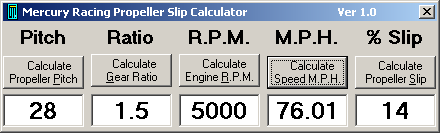 Mercury Racing Propeller Slip Calculator Ver 1.0
Pitch Ratio R.P.M. M.P.H. % Slip
Calculate Calculate Calculate Calculate Calculate
Propeller Pitch Gear Ratio Engine R.P.M. Speed M.P.H. Propeller Slip
28 1.5 5000 76.01 14